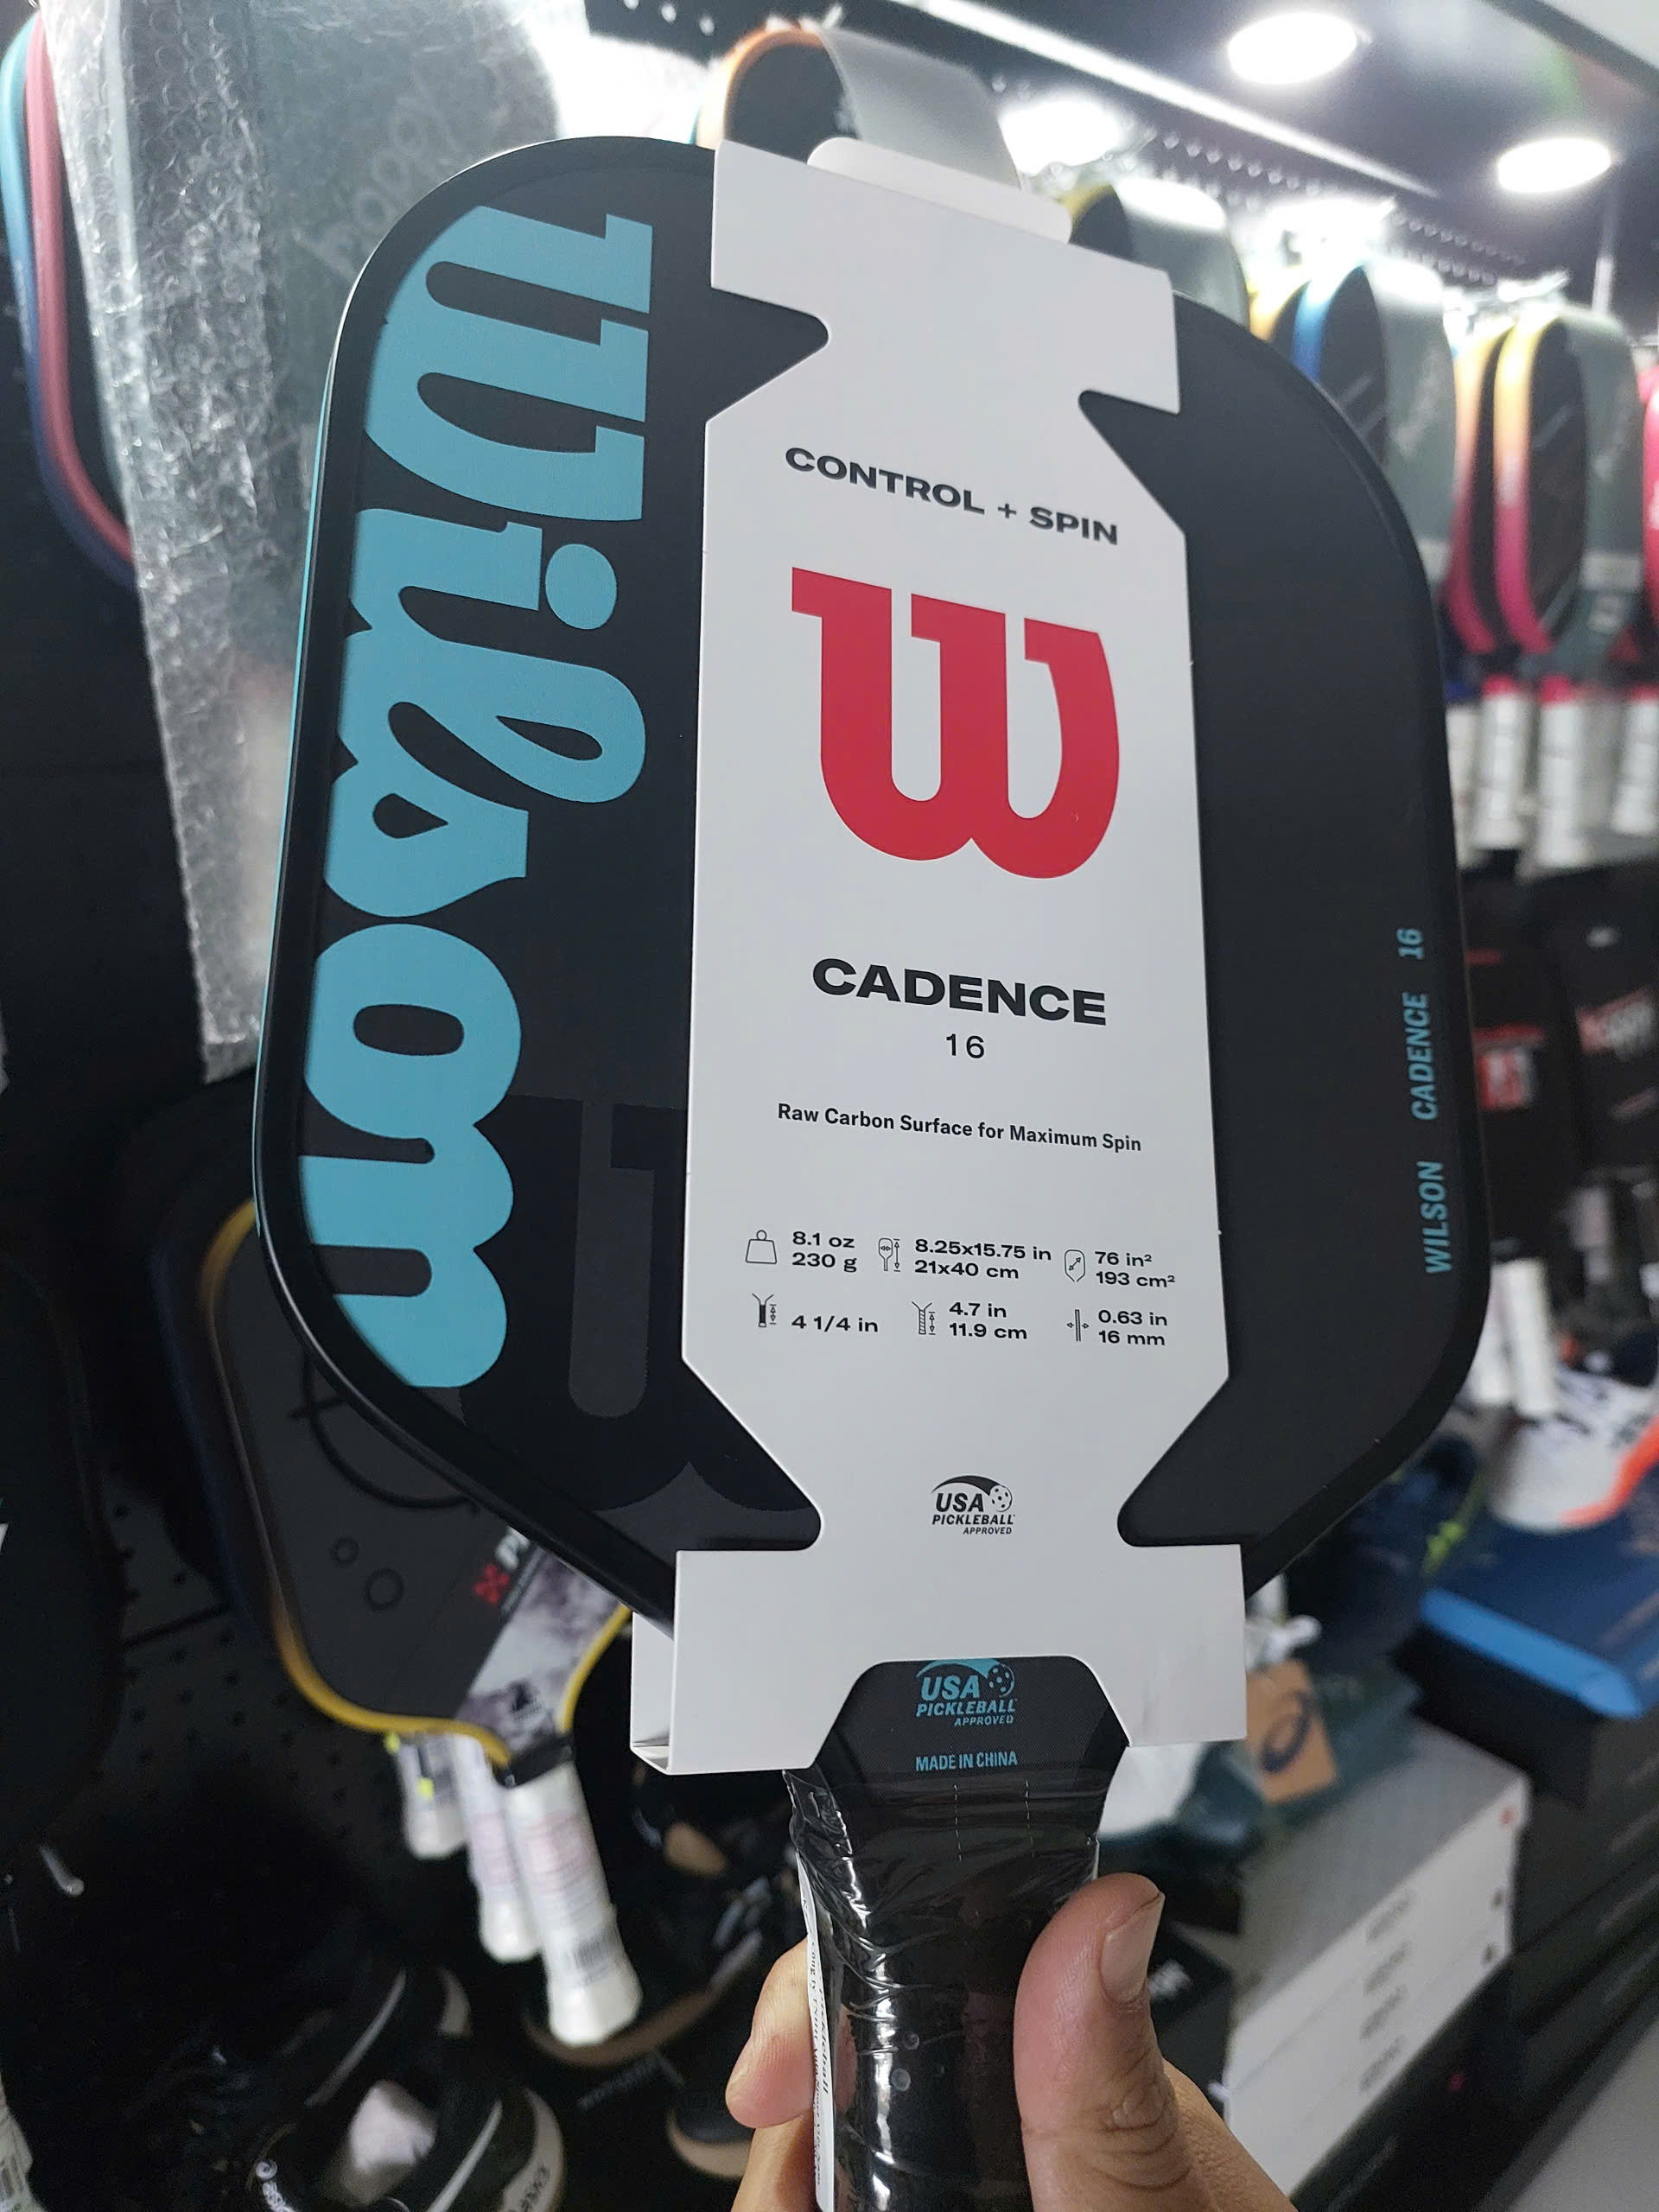 Wilson
CONTROL + SPIN
W
CADENCE
16
Raw Carbon Surface for Maximum Spin
8.1 oz
230 g
8.25x15.75 in
21x40 cm
76 in²
193 cm²
4 1/4 in
4.7 in
11.9 cm
0.63 in
16 mm
USA
PICKLEBALL
APPROVED
WILSON CADENCE 16
USA
PICKLEBALL
APPROVED
MADE IN CHINA